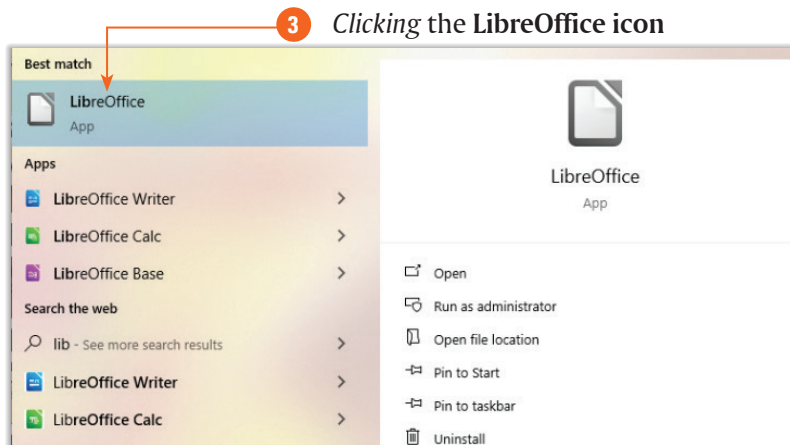 3 Clicking the LibreOffice icon
Best match
LibreOffice
App
Apps
LibreOffice Writer
LibreOffice Calc
LibreOffice Base
Search the web
lib - See more search results
LibreOffice Writer
LibreOffice Calc
LibreOffice
App
Open
Run as administrator
Open file location
Pin to Start
Pin to taskbar
Uninstall